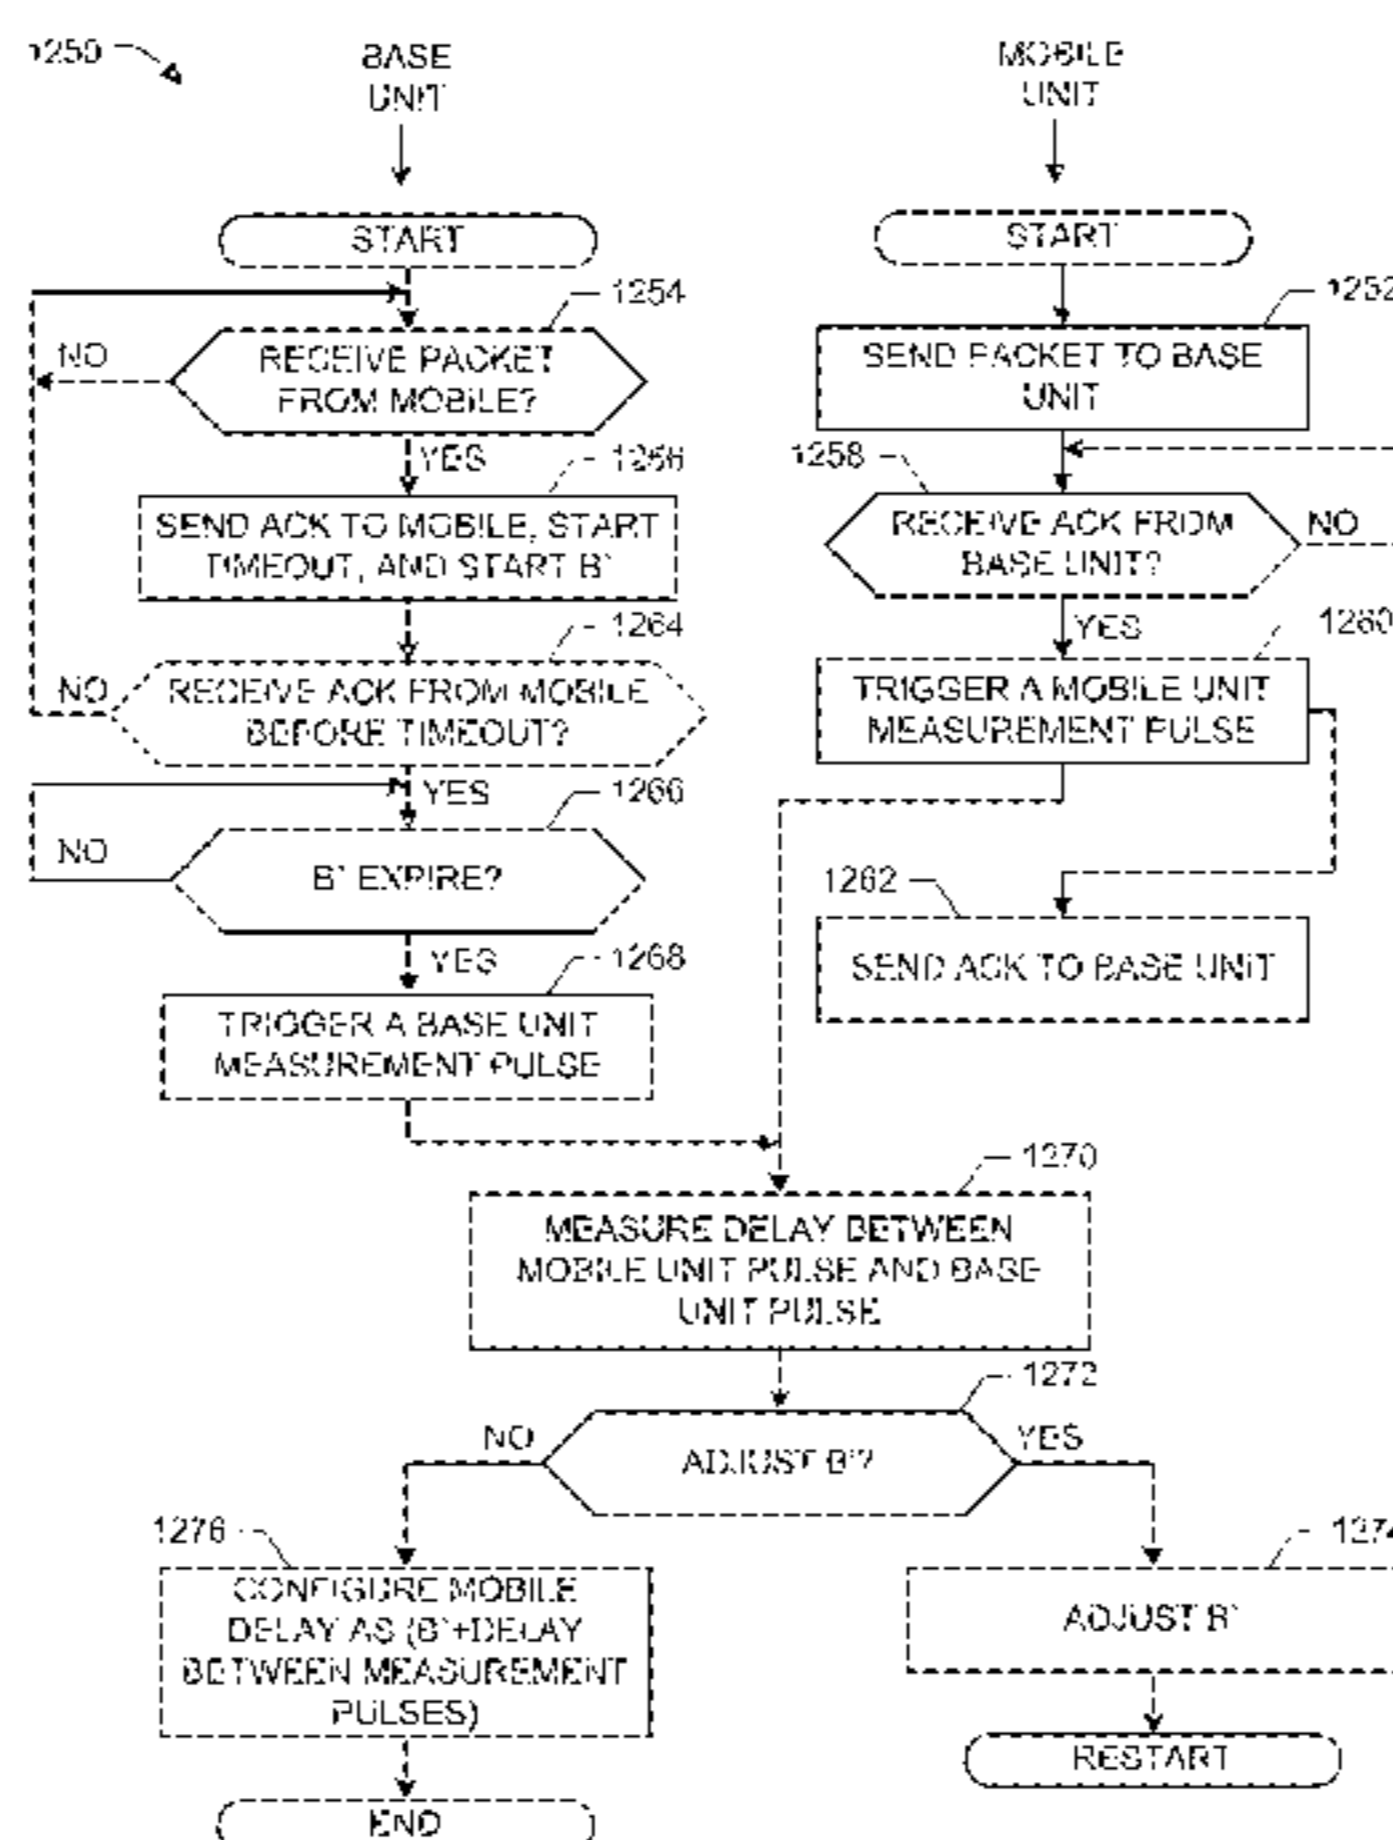 1250
BASE
UNIT
MOBILE
UNIT
START
START
1254
1252
NO
RECEIVE PACKET
FROM MOBILE?
SEND PACKET TO BASE
UNIT
YES
1256
1258
SEND ACK TO MOBILE, START
TIMEOUT, AND START B'
RECEIVE ACK FROM
BASE UNIT?
NO
1264
YES
1260
NO
RECEIVE ACK FROM MOBILE
BEFORE TIMEOUT?
TRIGGER A MOBILE UNIT
MEASUREMENT PULSE
YES
1266
NO
B' EXPIRE?
1262
YES
1268
SEND ACK TO BASE UNIT
TRIGGER A BASE UNIT
MEASUREMENT PULSE
1270
MEASURE DELAY BETWEEN
MOBILE UNIT PULSE AND BASE
UNIT PULSE
1272
NO
ADJUST B'?
YES
1276
1274
CONFIGURE MOBILE
DELAY AS (B'+DELAY
BETWEEN MEASUREMENT
PULSES)
ADJUST B'
RESTART
END